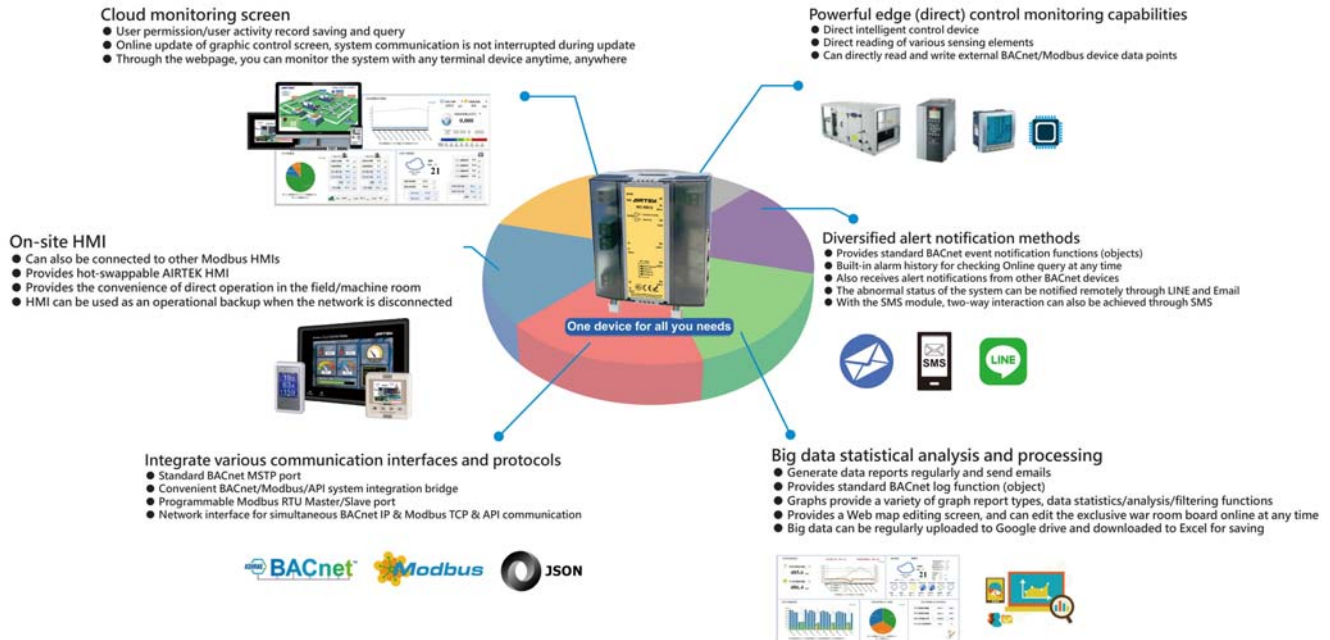 Cloud monitoring screen
● User permission/user activity record saving and query
● Online update of graphic control screen, system communication is not interrupted during update
● Through the webpage, you can monitor the system with any terminal device anytime, anywhere
Powerful edge (direct) control monitoring capabilities
● Direct intelligent control device
● Direct reading of various sensing elements
● Can directly read and write external BACnet/Modbus device data points
21
AIRTEK
On-site HMI
● Can also be connected to other Modbus HMIs
● Provides hot-swappable AIRTEK HMI
● Provides the convenience of direct operation in the field/machine room
● HMI can be used as an operational backup when the network is disconnected
Diversified alert notification methods
● Provides standard BACnet event notification functions (objects)
● Built-in alarm history for checking Online query at any time
● Also receives alert notifications from other BACnet devices
● The abnormal status of the system can be notified remotely through LINE and Email
● With the SMS module, two-way interaction can also be achieved through SMS
One device for all you needs
SMS
LINE
Integrate various communication interfaces and protocols
● Standard BACnet MSTP port
● Convenient BACnet/Modbus/API system integration bridge
● Programmable Modbus RTU Master/Slave port
● Network interface for simultaneous BACnet IP & Modbus TCP & API communication
BACnet™
Modbus
JSON
Big data statistical analysis and processing
● Generate data reports regularly and send emails
● Provides standard BACnet log function (object)
● Graphs provide a variety of graph report types, data statistics/analysis/filtering functions
● Provides a Web map editing screen, and can edit the exclusive war room board online at any time
● Big data can be regularly uploaded to Google drive and downloaded to Excel for saving
21